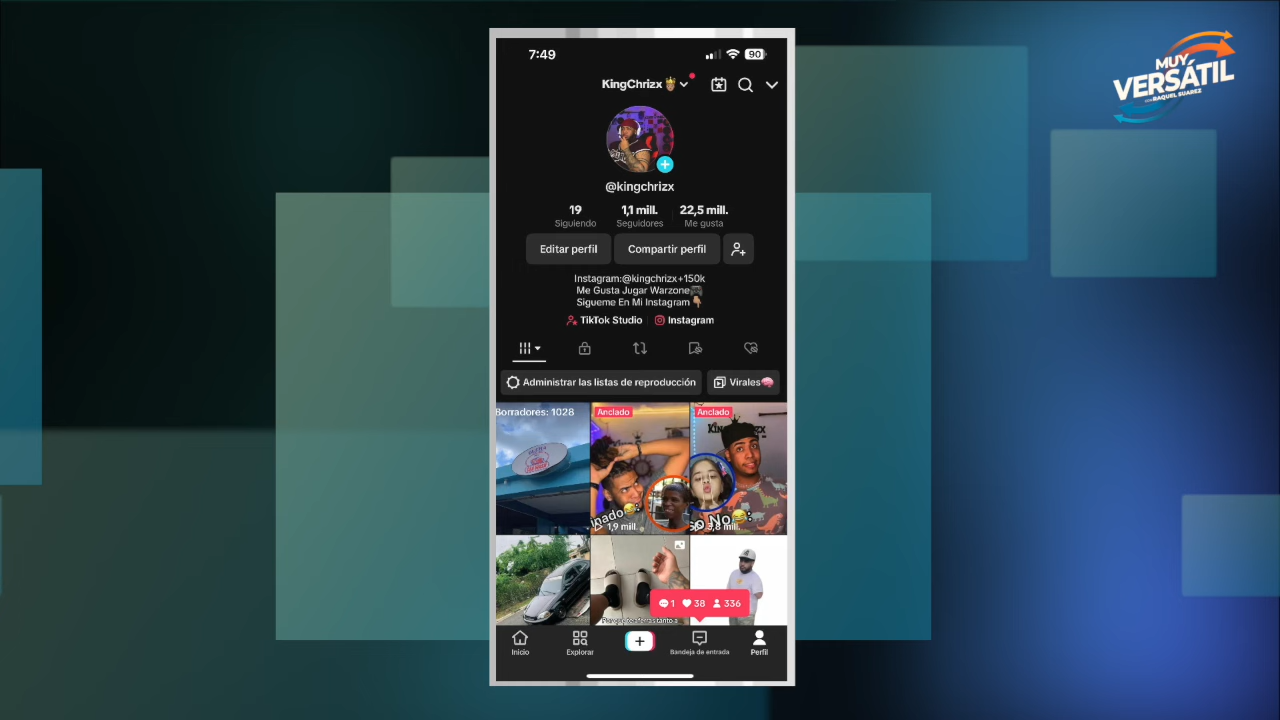 MUY
VERSÁTIL
CON RAQUEL SUAREZ
7:49
90
KingChrizx
@kingchrizx
19
1,1 mill.
22,5 mill.
Siguiendo
Seguidores
Me gusta
Editar perfil
Compartir perfil
Instagram:@kingchrizx+150k
Me Gusta Jugar Warzone🎮
Sigueme En Mi Instagram👇🏽
TikTok Studio
Instagram
Administrar las listas de reproducción
Virales🧠
Borradores: 1028
Anclado
Anclado
1,9 mill.
1
38
336
Inicio
Explorar
Bandeja de entrada
Perfil